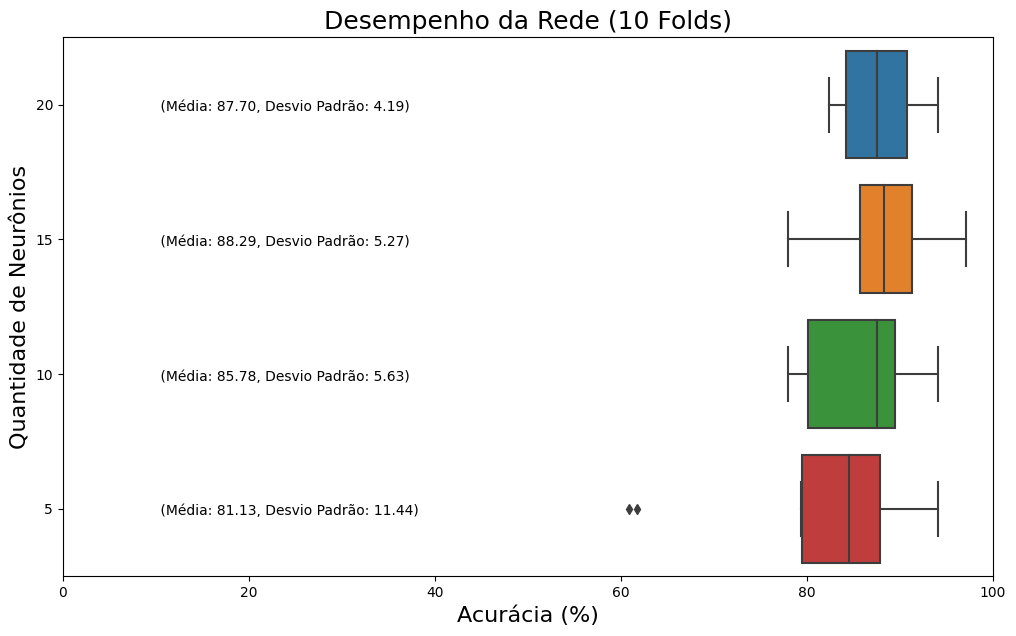 Desempenho da Rede (10 Folds)
Quantidade de Neurônios
20
(Média: 87.70, Desvio Padrão: 4.19)
15
(Média: 88.29, Desvio Padrão: 5.27)
10
(Média: 85.78, Desvio Padrão: 5.63)
5
(Média: 81.13, Desvio Padrão: 11.44)
0 20 40 60 80 100
Acurácia (%)